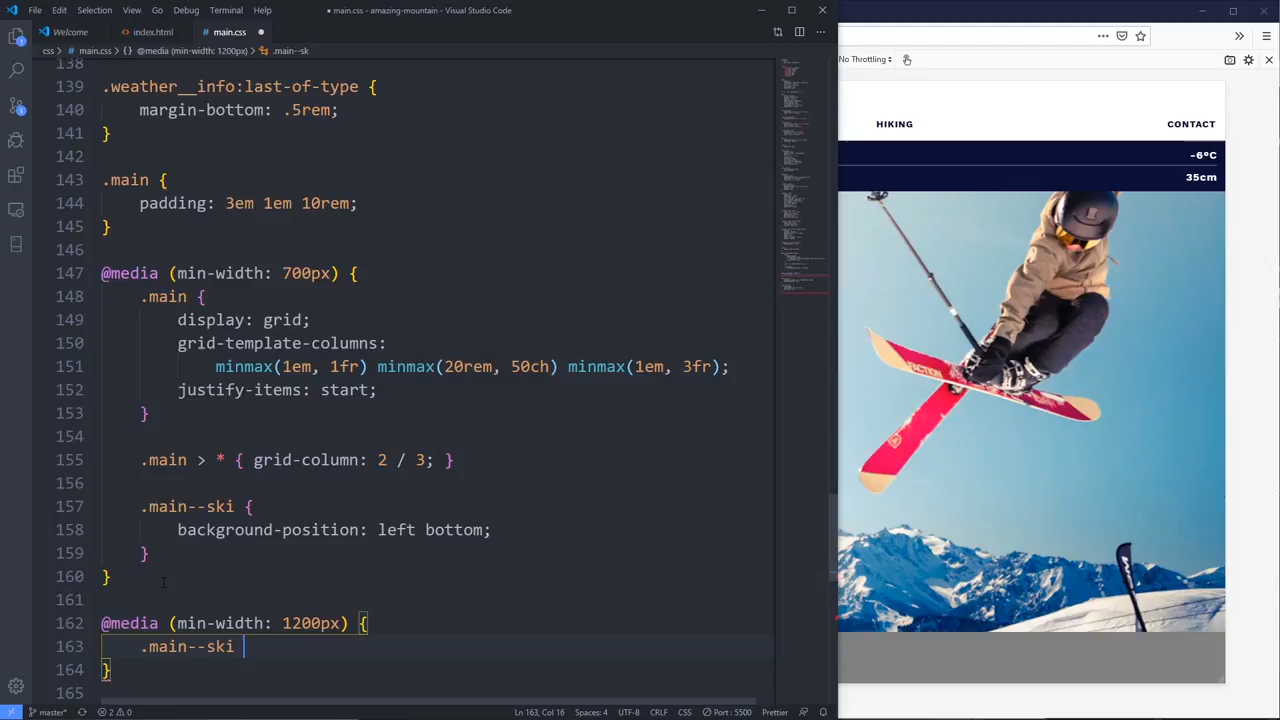 File Edit Selection View Go Debug Terminal Help
● main.css - amazing-mountain - Visual Studio Code
Welcome
index.html
# main.css ●
css > # main.css > {} @media (min-width: 1200px) > .main--sk
138
139 .weather__info:last-of-type {
140 margin-bottom: .5rem;
141 }
142
143 .main {
144 padding: 3em 1em 10rem;
145 }
146
147 @media (min-width: 700px) {
148 .main {
149 display: grid;
150 grid-template-columns:
151 minmax(1em, 1fr) minmax(20rem, 50ch) minmax(1em, 3fr);
152 justify-items: start;
153 }
154
155 .main > * { grid-column: 2 / 3; }
156
157 .main--ski {
158 background-position: left bottom;
159 }
160 }
161
162 @media (min-width: 1200px) {
163 .main--ski
164 }
165
master* 2 0 Ln 163, Col 16 Spaces: 4 UTF-8 CRLF CSS Port : 5500 Prettier
No Throttling
HIKING CONTACT
-6ºC
35cm